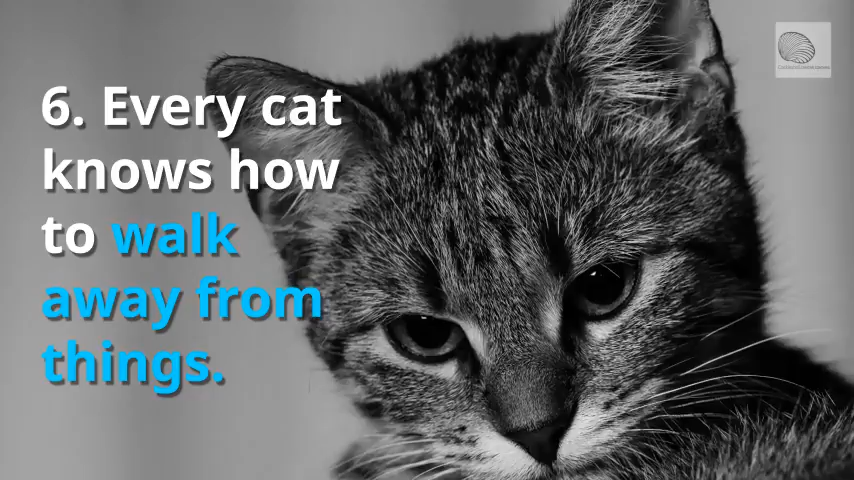 6. Every cat
knows how
to walk
away from
things.